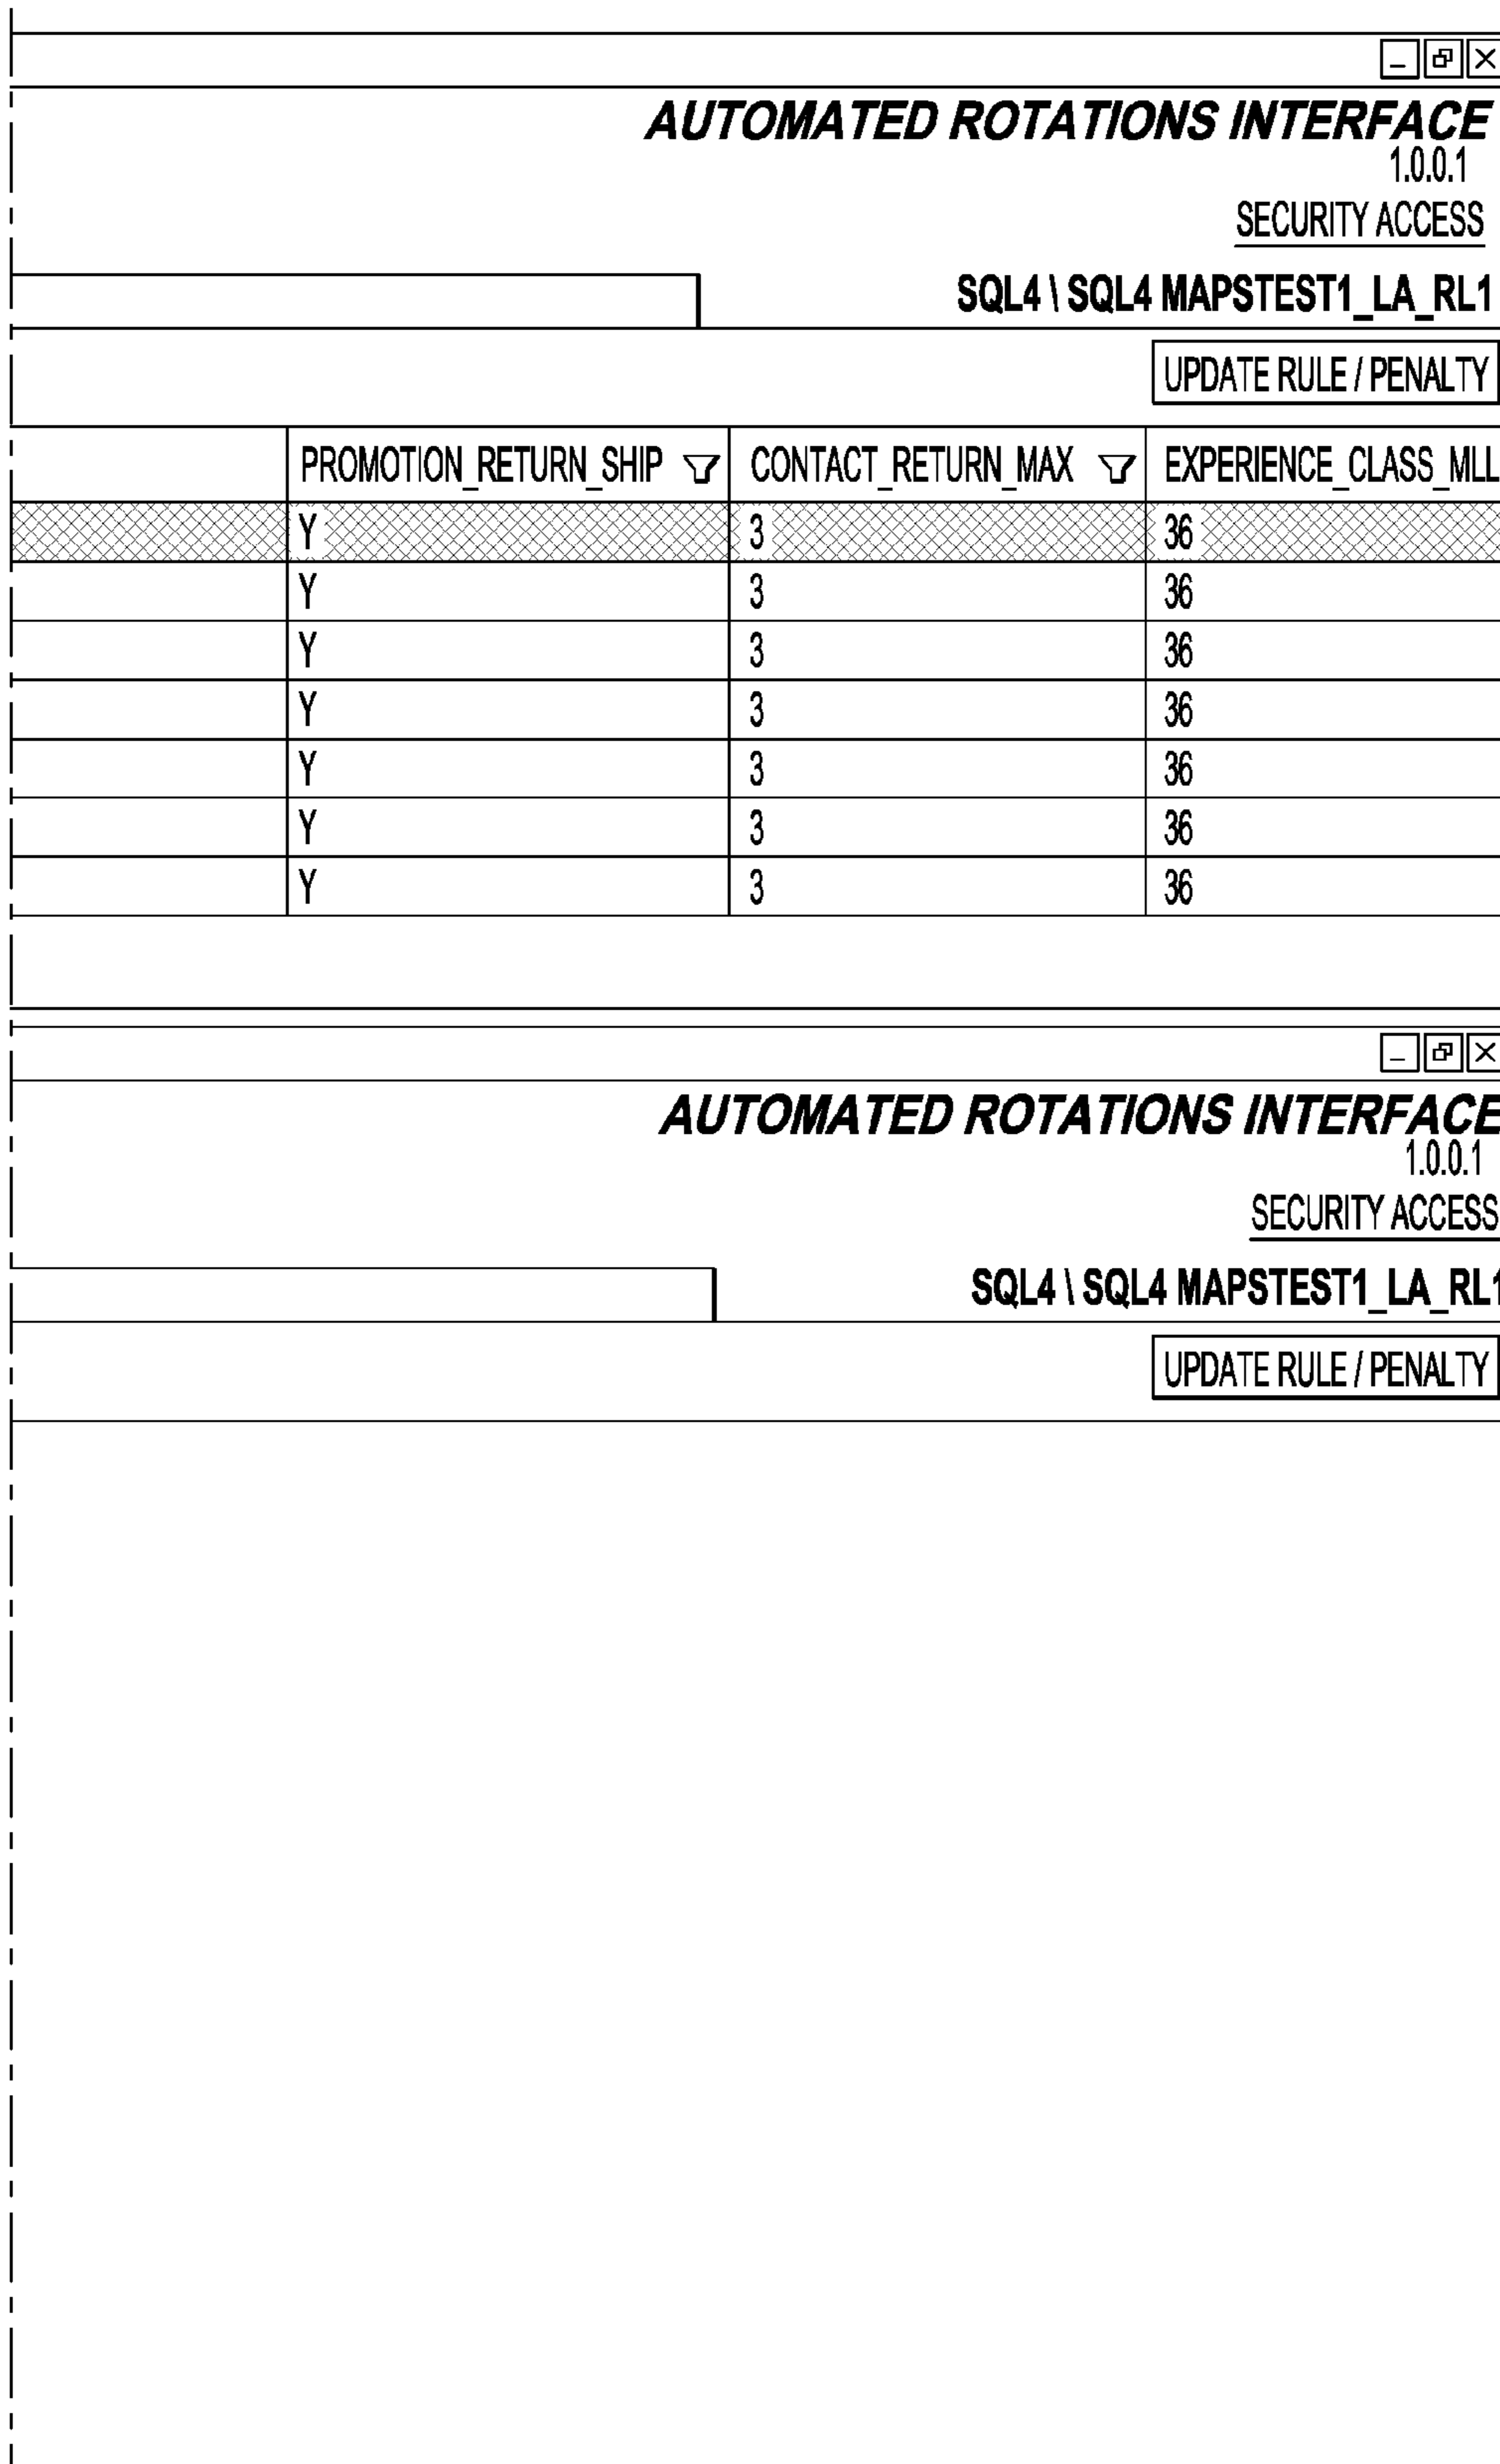 AUTOMATED ROTATIONS INTERFACE
1.0.0.1
SECURITY ACCESS
SQL4 \ SQL4 MAPSTEST1_LA_RL1
UPDATE RULE / PENALTY
PROMOTION_RETURN_SHIP CONTACT_RETURN_MAX EXPERIENCE_CLASS_MLL
Y 3 36
Y 3 36
Y 3 36
Y 3 36
Y 3 36
Y 3 36
Y 3 36
AUTOMATED ROTATIONS INTERFACE
1.0.0.1
SECURITY ACCESS
SQL4 \ SQL4 MAPSTEST1_LA_RL1
UPDATE RULE / PENALTY